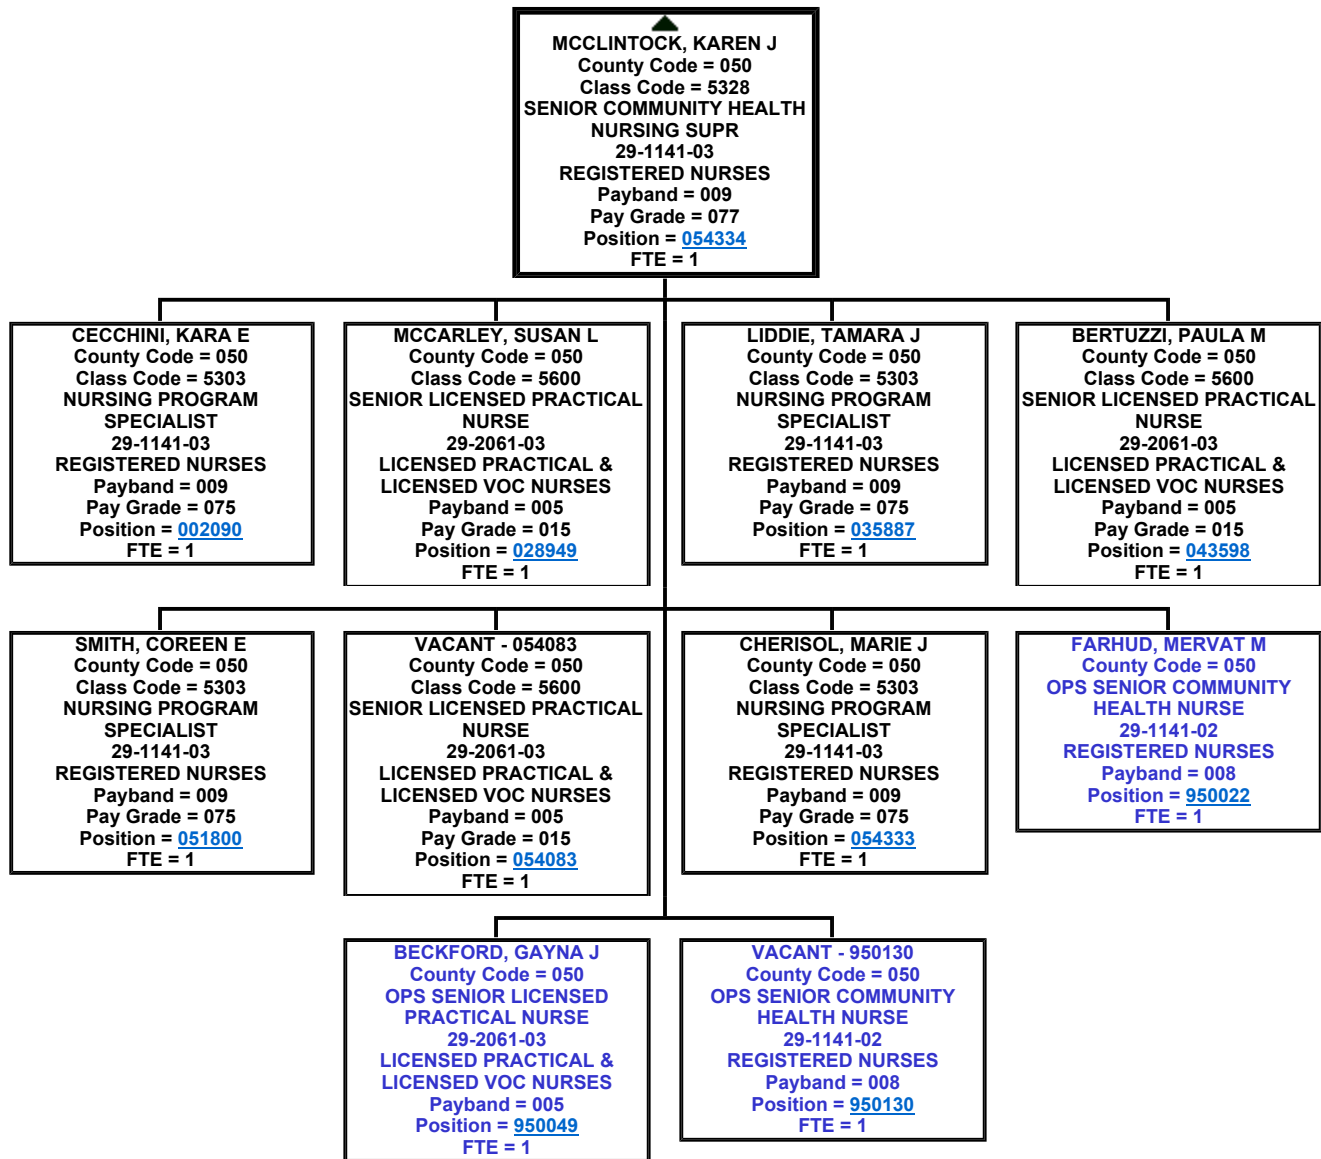 MCCLINTOCK, KAREN J
County Code = 050
Class Code = 5328
SENIOR COMMUNITY HEALTH
NURSING SUPR
29-1141-03
REGISTERED NURSES
Payband = 009
Pay Grade = 077
Position = 054334
FTE = 1
CECCHINI, KARA E
County Code = 050
Class Code = 5303
NURSING PROGRAM
SPECIALIST
29-1141-03
REGISTERED NURSES
Payband = 009
Pay Grade = 075
Position = 002090
FTE = 1
MCCARLEY, SUSAN L
County Code = 050
Class Code = 5600
SENIOR LICENSED PRACTICAL
NURSE
29-2061-03
LICENSED PRACTICAL &
LICENSED VOC NURSES
Payband = 005
Pay Grade = 015
Position = 028949
FTE = 1
LIDDIE, TAMARA J
County Code = 050
Class Code = 5303
NURSING PROGRAM
SPECIALIST
29-1141-03
REGISTERED NURSES
Payband = 009
Pay Grade = 075
Position = 035887
FTE = 1
BERTUZZI, PAULA M
County Code = 050
Class Code = 5600
SENIOR LICENSED PRACTICAL
NURSE
29-2061-03
LICENSED PRACTICAL &
LICENSED VOC NURSES
Payband = 005
Pay Grade = 015
Position = 043598
FTE = 1
SMITH, COREEN E
County Code = 050
Class Code = 5303
NURSING PROGRAM
SPECIALIST
29-1141-03
REGISTERED NURSES
Payband = 009
Pay Grade = 075
Position = 051800
FTE = 1
VACANT - 054083
County Code = 050
Class Code = 5600
SENIOR LICENSED PRACTICAL
NURSE
29-2061-03
LICENSED PRACTICAL &
LICENSED VOC NURSES
Payband = 005
Pay Grade = 015
Position = 054083
FTE = 1
CHERISOL, MARIE J
County Code = 050
Class Code = 5303
NURSING PROGRAM
SPECIALIST
29-1141-03
REGISTERED NURSES
Payband = 009
Pay Grade = 075
Position = 054333
FTE = 1
FARHUD, MERVAT M
County Code = 050
OPS SENIOR COMMUNITY
HEALTH NURSE
29-1141-02
REGISTERED NURSES
Payband = 008
Position = 950022
FTE = 1
BECKFORD, GAYNA J
County Code = 050
OPS SENIOR LICENSED
PRACTICAL NURSE
29-2061-03
LICENSED PRACTICAL &
LICENSED VOC NURSES
Payband = 005
Position = 950049
FTE = 1
VACANT - 950130
County Code = 050
OPS SENIOR COMMUNITY
HEALTH NURSE
29-1141-02
REGISTERED NURSES
Payband = 008
Position = 950130
FTE = 1